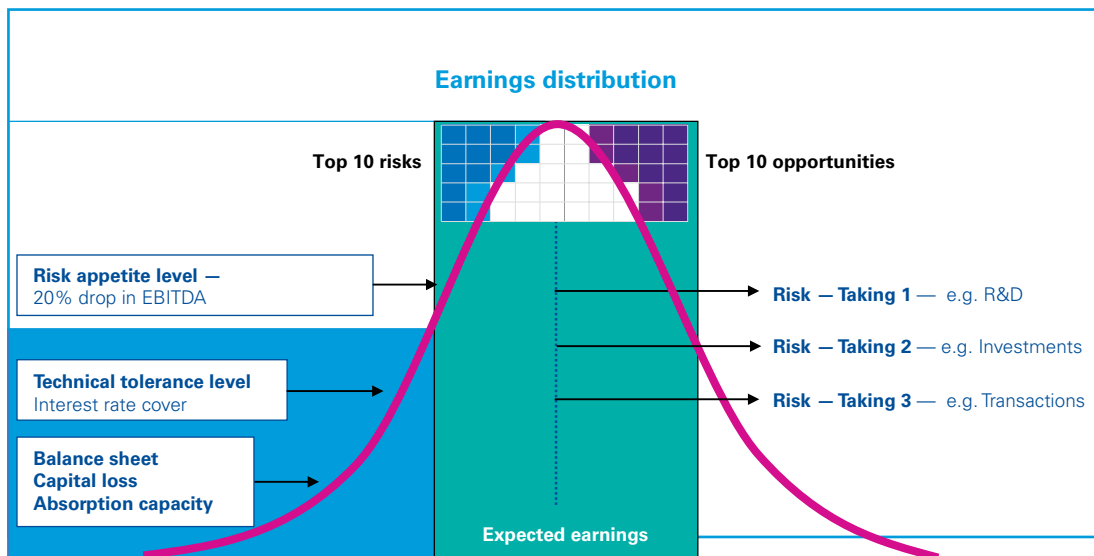 Earnings distribution
Top 10 risks
Top 10 opportunities
Risk appetite level —
20% drop in EBITDA
Risk — Taking 1 — e.g. R&D
Risk — Taking 2 — e.g. Investments
Technical tolerance level
Interest rate cover
Risk — Taking 3 — e.g. Transactions
Balance sheet
Capital loss
Absorption capacity
Expected earnings